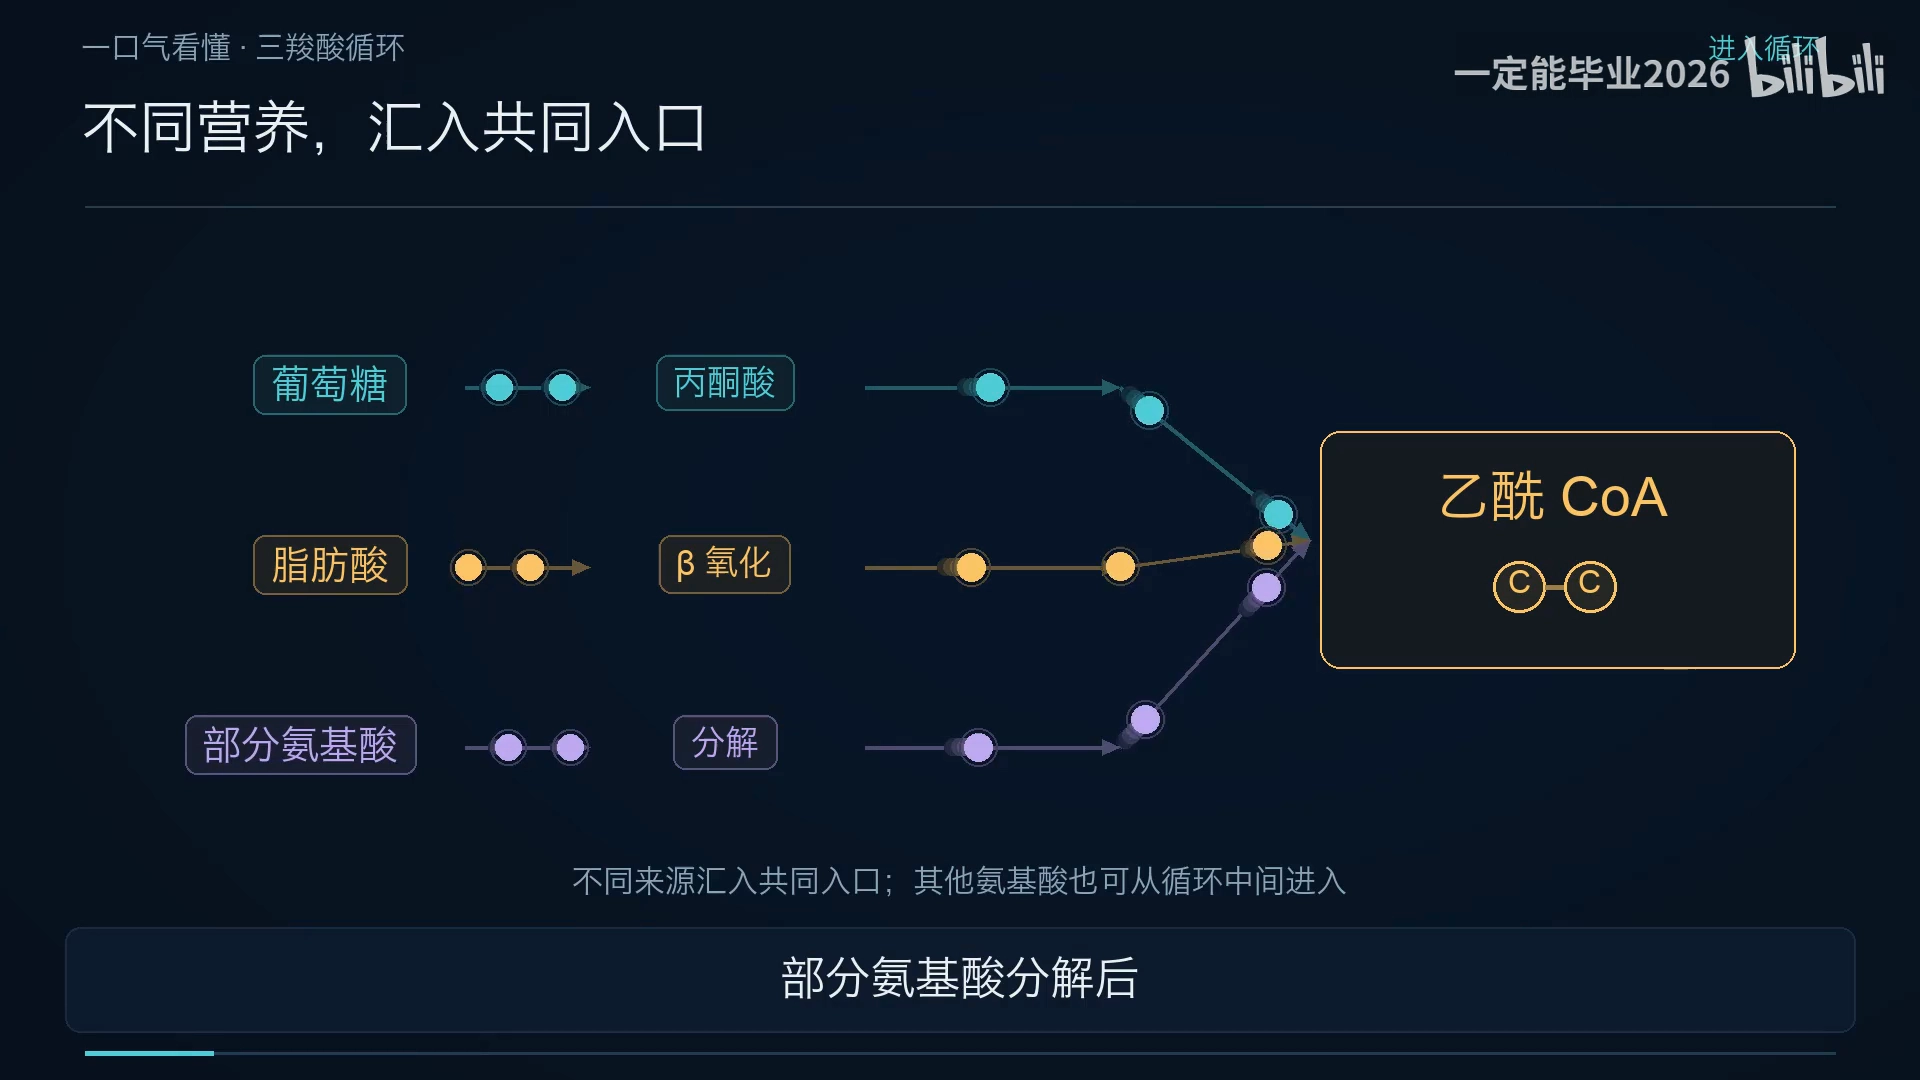 一口气看懂 · 三羧酸循环
进入循环
一定能毕业2026 bilibili
不同营养，汇入共同入口
葡萄糖
丙酮酸
乙酰 CoA
C C
脂肪酸
β 氧化
部分氨基酸
分解
不同来源汇入共同入口；其他氨基酸也可从循环中间进入
部分氨基酸分解后